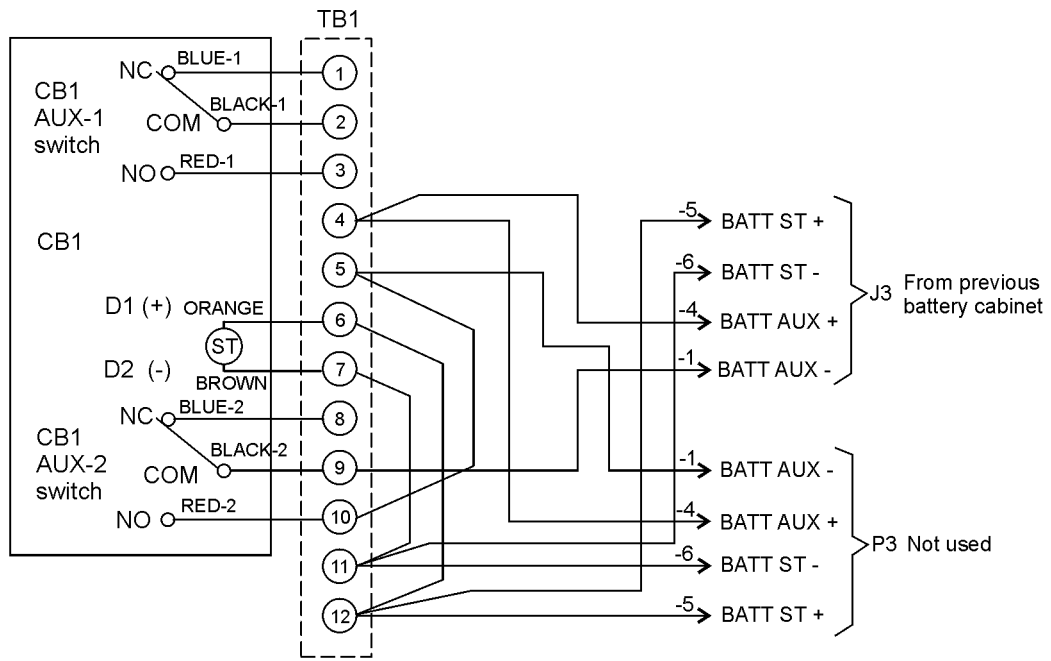 TB1
NC
BLUE-1
1
CB1
AUX-1
switch
BLACK-1
COM
2
NO
RED-1
3
4
-5
BATT ST +
CB1
5
-6
BATT ST -
J3
From previous
battery cabinet
D1 (+)
ORANGE
6
-4
BATT AUX +
ST
D2 (-)
BROWN
7
-1
BATT AUX -
NC
BLUE-2
8
CB1
AUX-2
switch
BLACK-2
COM
9
-1
BATT AUX -
NO
RED-2
10
-4
BATT AUX +
P3
Not used
11
-6
BATT ST -
12
-5
BATT ST +